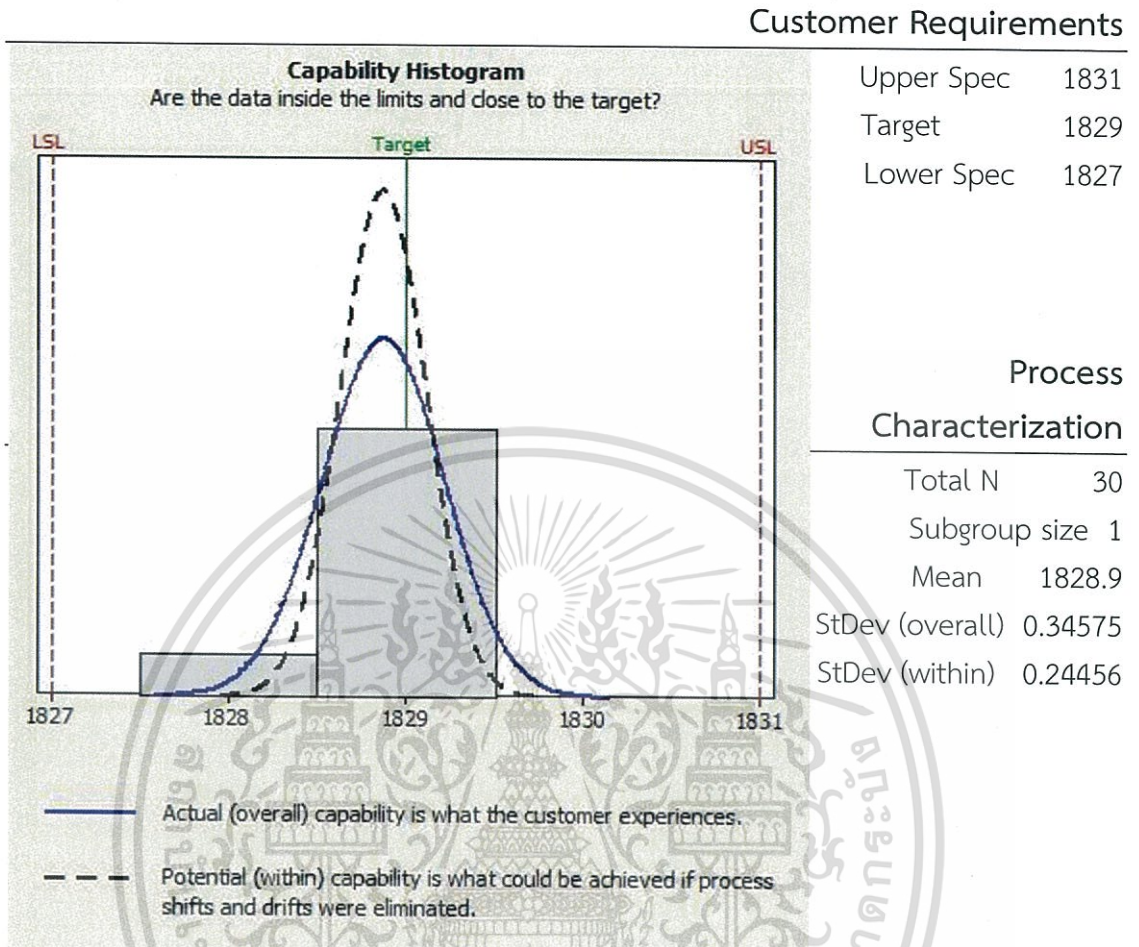 Customer Requirements
Capability Histogram
Are the data inside the limits and close to the target?
LSL
Target
USL
Upper Spec 1831
Target 1829
Lower Spec 1827
Process
Characterization
Total N 30
Subgroup size 1
Mean 1828.9
StDev (overall) 0.34575
StDev (within) 0.24456
1827 1828 1829 1830 1831
Actual (overall) capability is what the customer experiences.
Potential (within) capability is what could be achieved if process
shifts and drifts were eliminated.